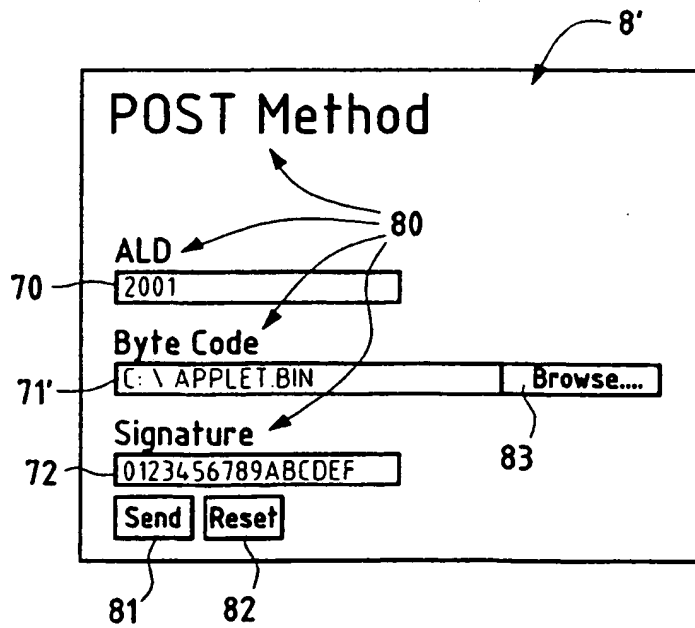 8'
POST Method
80
ALD
70
2001
Byte Code
71'
C: \ APPLET.BIN
Browse....
Signature
83
72
0123456789ABCDEF
Send
Reset
81
82